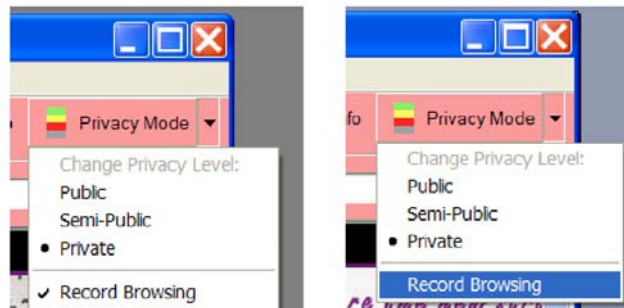 Privacy Mode
Change Privacy Level:
Public
Semi-Public
• Private
✓ Record Browsing
fo Privacy Mode
Change Privacy Level:
Public
Semi-Public
• Private
Record Browsing